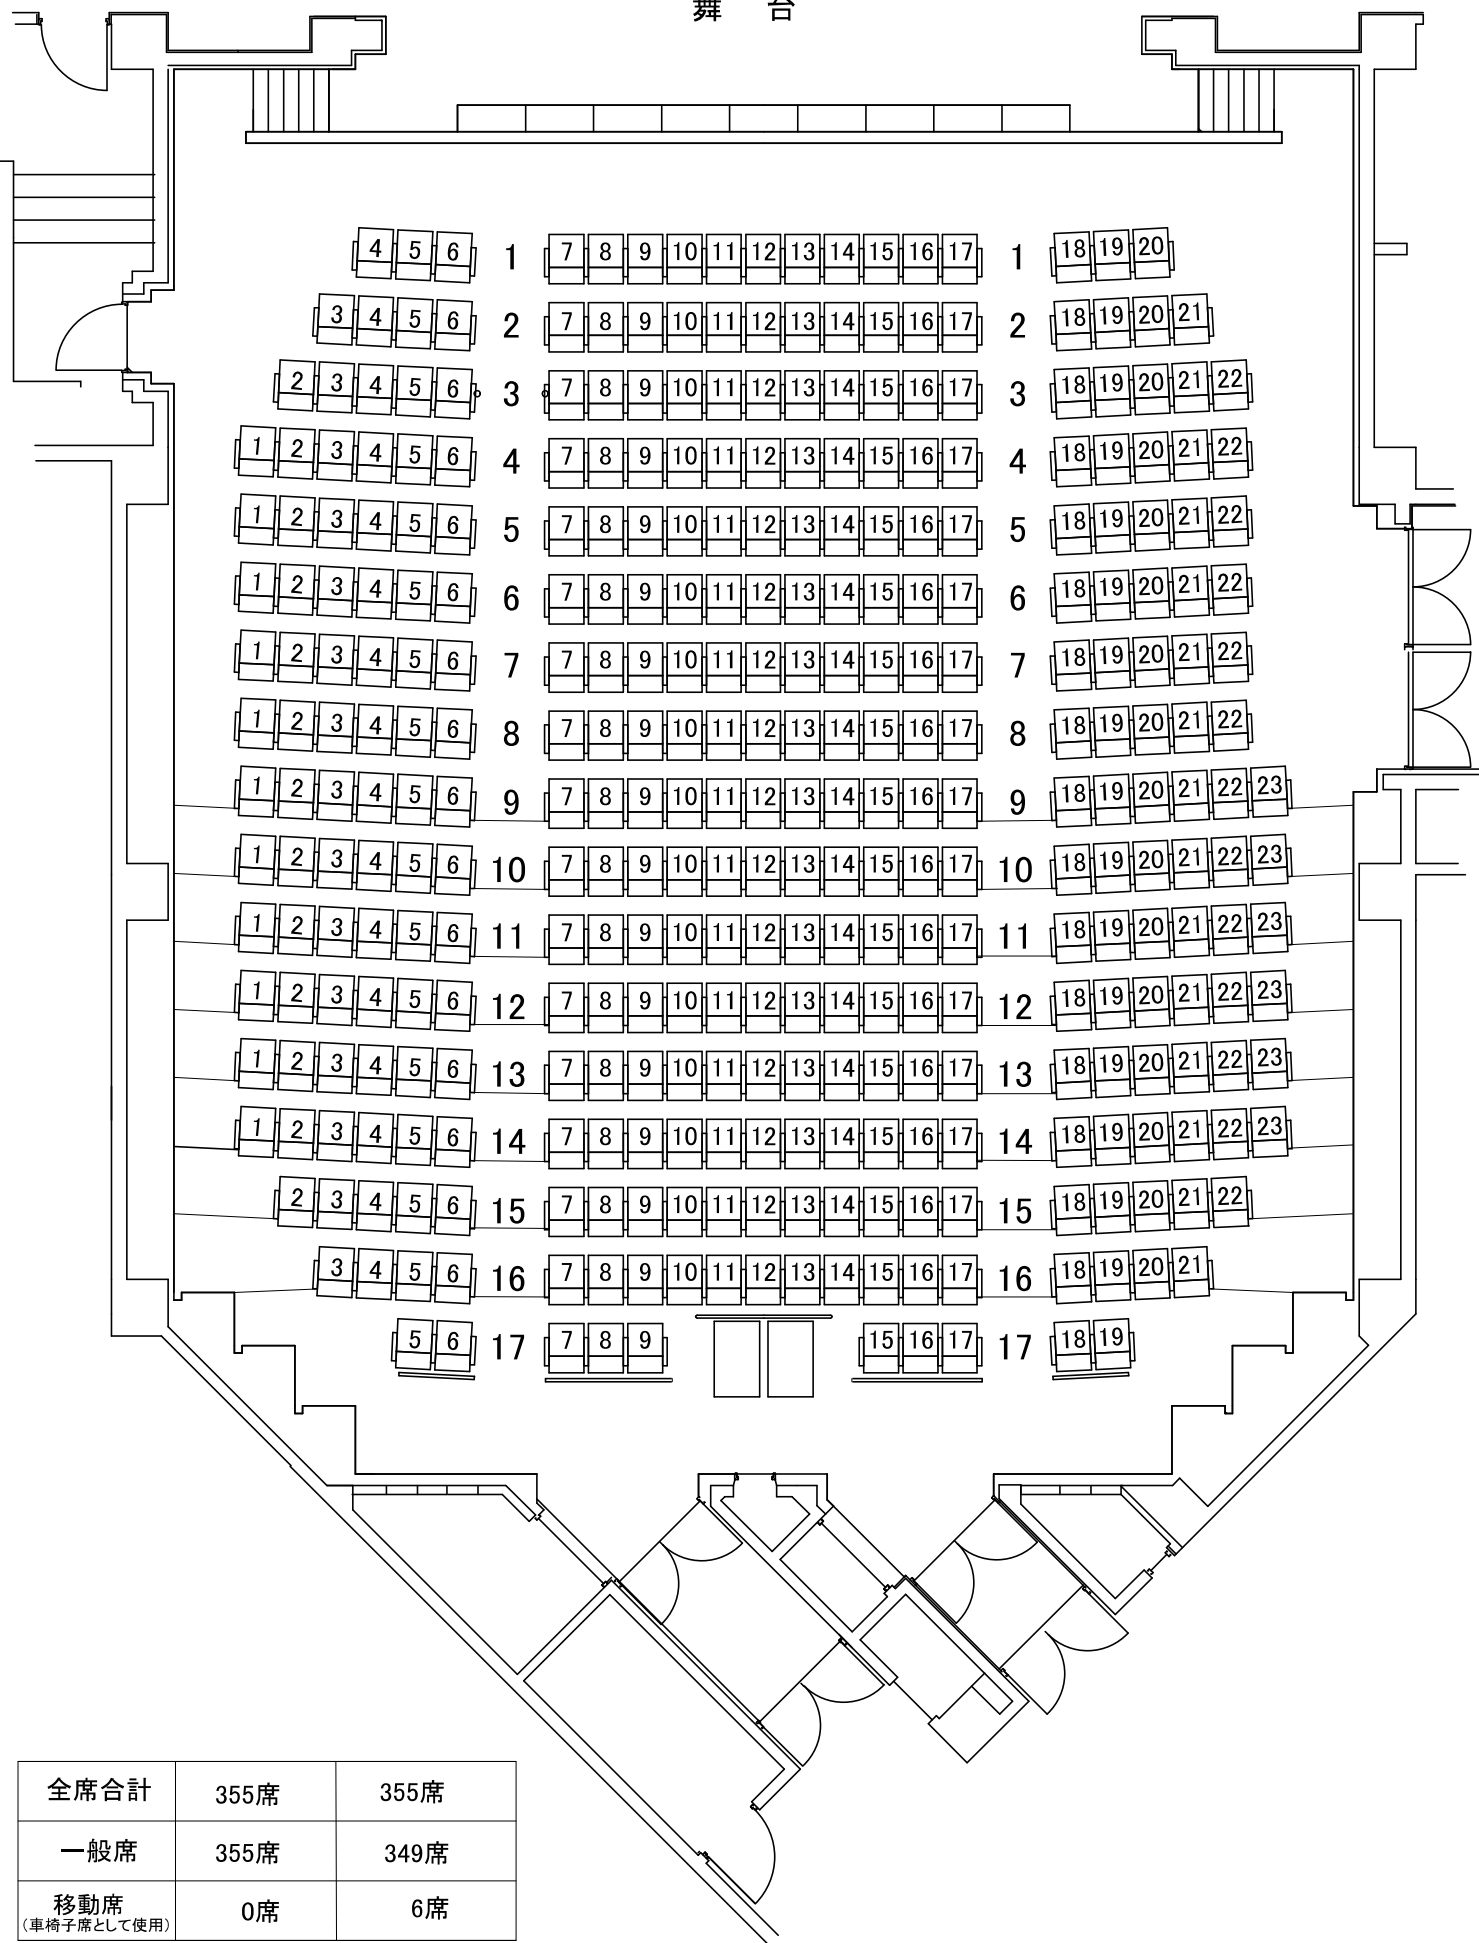 舞 台
4 5 6 1 7 8 9 10 11 12 13 14 15 16 17 1 18 19 20
3 4 5 6 2 7 8 9 10 11 12 13 14 15 16 17 2 18 19 20 21
2 3 4 5 6 3 7 8 9 10 11 12 13 14 15 16 17 3 18 19 20 21 22
1 2 3 4 5 6 4 7 8 9 10 11 12 13 14 15 16 17 4 18 19 20 21 22
1 2 3 4 5 6 5 7 8 9 10 11 12 13 14 15 16 17 5 18 19 20 21 22
1 2 3 4 5 6 6 7 8 9 10 11 12 13 14 15 16 17 6 18 19 20 21 22
1 2 3 4 5 6 7 7 8 9 10 11 12 13 14 15 16 17 7 18 19 20 21 22
1 2 3 4 5 6 8 7 8 9 10 11 12 13 14 15 16 17 8 18 19 20 21 22
1 2 3 4 5 6 9 7 8 9 10 11 12 13 14 15 16 17 9 18 19 20 21 22 23
1 2 3 4 5 6 10 7 8 9 10 11 12 13 14 15 16 17 10 18 19 20 21 22 23
1 2 3 4 5 6 11 7 8 9 10 11 12 13 14 15 16 17 11 18 19 20 21 22 23
1 2 3 4 5 6 12 7 8 9 10 11 12 13 14 15 16 17 12 18 19 20 21 22 23
1 2 3 4 5 6 13 7 8 9 10 11 12 13 14 15 16 17 13 18 19 20 21 22 23
1 2 3 4 5 6 14 7 8 9 10 11 12 13 14 15 16 17 14 18 19 20 21 22 23
2 3 4 5 6 15 7 8 9 10 11 12 13 14 15 16 17 15 18 19 20 21 22
3 4 5 6 16 7 8 9 10 11 12 13 14 15 16 17 16 18 19 20 21
5 6 17 7 8 9 15 16 17 17 18 19
全席合計 355席 355席
一般席 355席 349席
移動席 0席 6席
(車椅子席として使用)